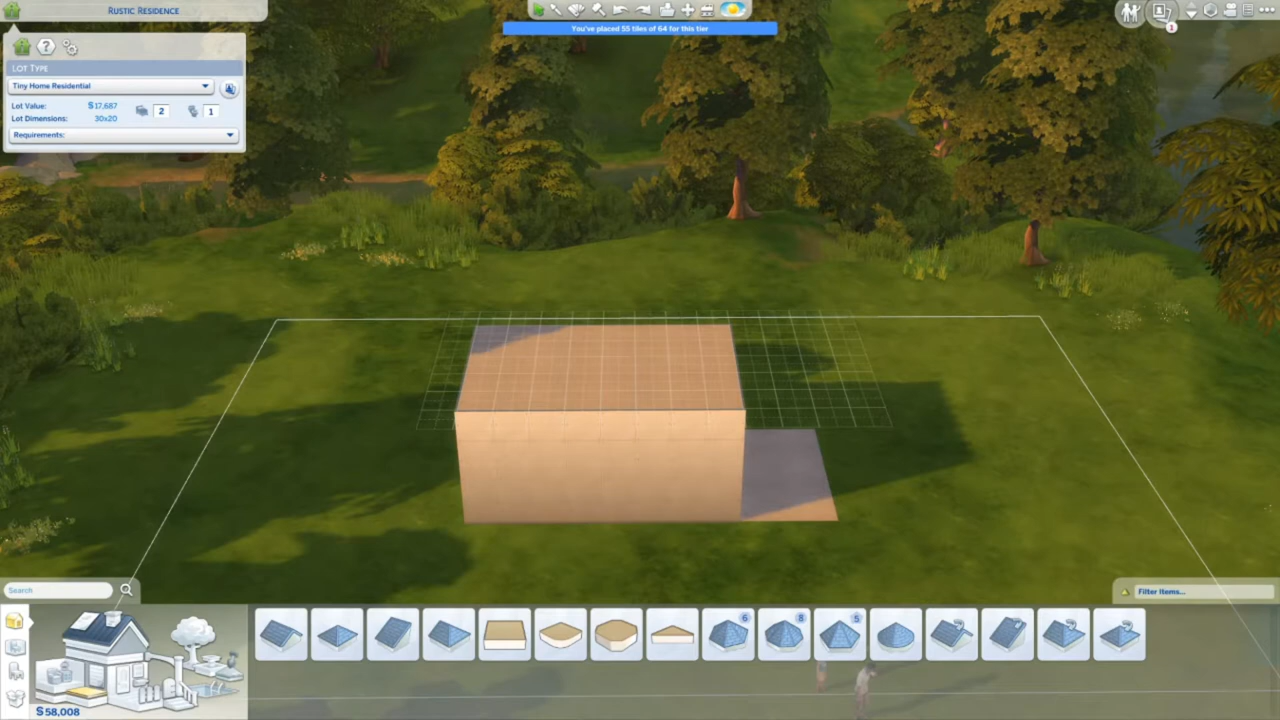 RUSTIC RESIDENCE
You've placed 55 tiles of 64 for this tier
1
?
LOT TYPE
Tiny Home Residential
Lot Value: §17,687
2
1
Lot Dimensions: 30x20
Requirements:
Search
Filter Items...
6
8
5
§58,008